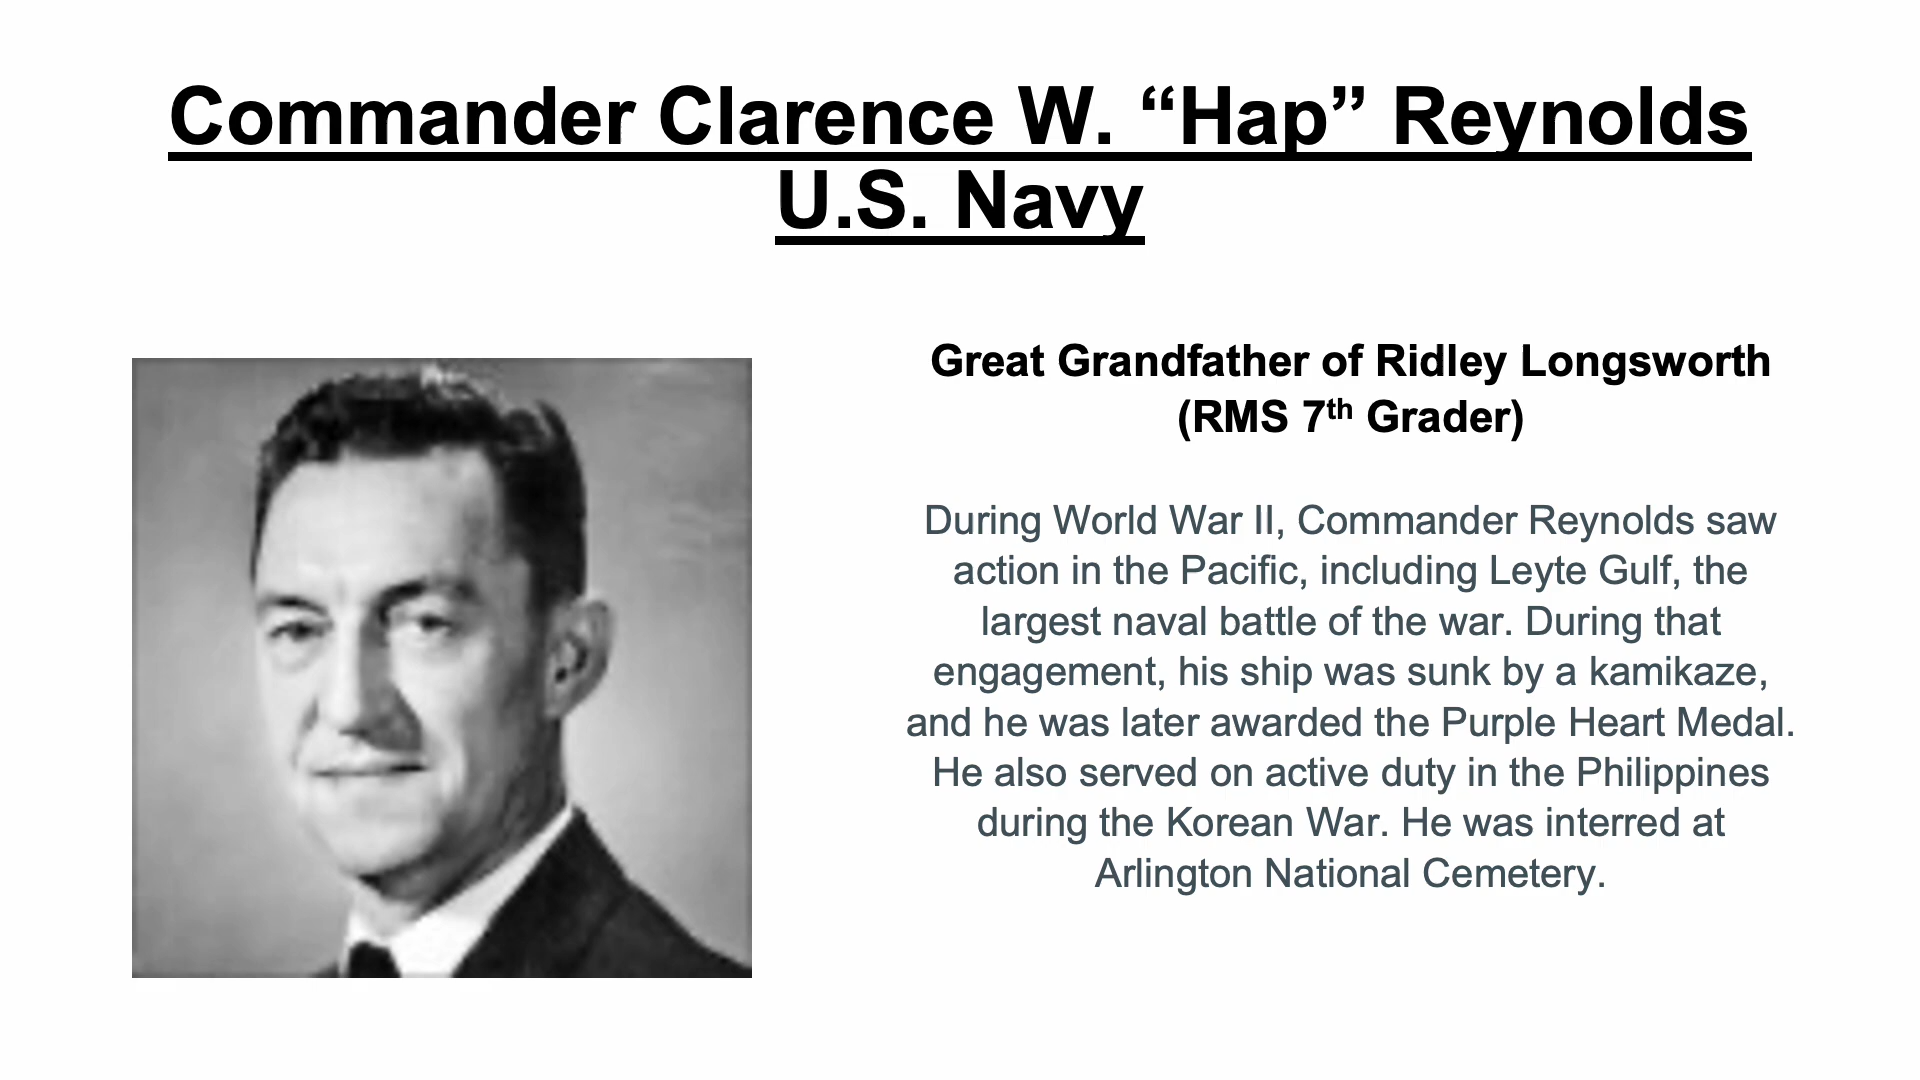 Commander Clarence W. “Hap” Reynolds
U.S. Navy
Great Grandfather of Ridley Longsworth
(RMS 7th Grader)
During World War II, Commander Reynolds saw
action in the Pacific, including Leyte Gulf, the
largest naval battle of the war. During that
engagement, his ship was sunk by a kamikaze,
and he was later awarded the Purple Heart Medal.
He also served on active duty in the Philippines
during the Korean War. He was interred at
Arlington National Cemetery.